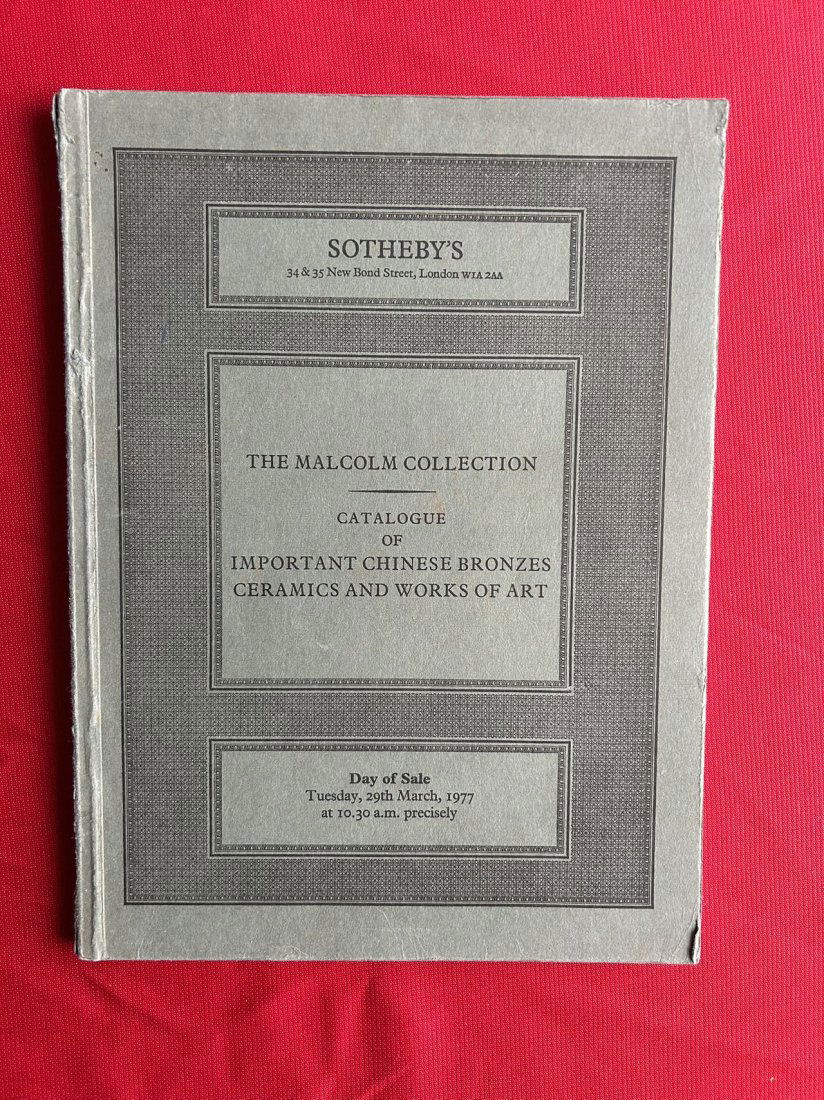 SOTHEBY'S
34 & 35 New Bond Street, London W1A 2AA
THE MALCOLM COLLECTION
CATALOGUE
OF
IMPORTANT CHINESE BRONZES
CERAMICS AND WORKS OF ART
Day of Sale
Tuesday, 29th March, 1977
at 10.30 a.m. precisely